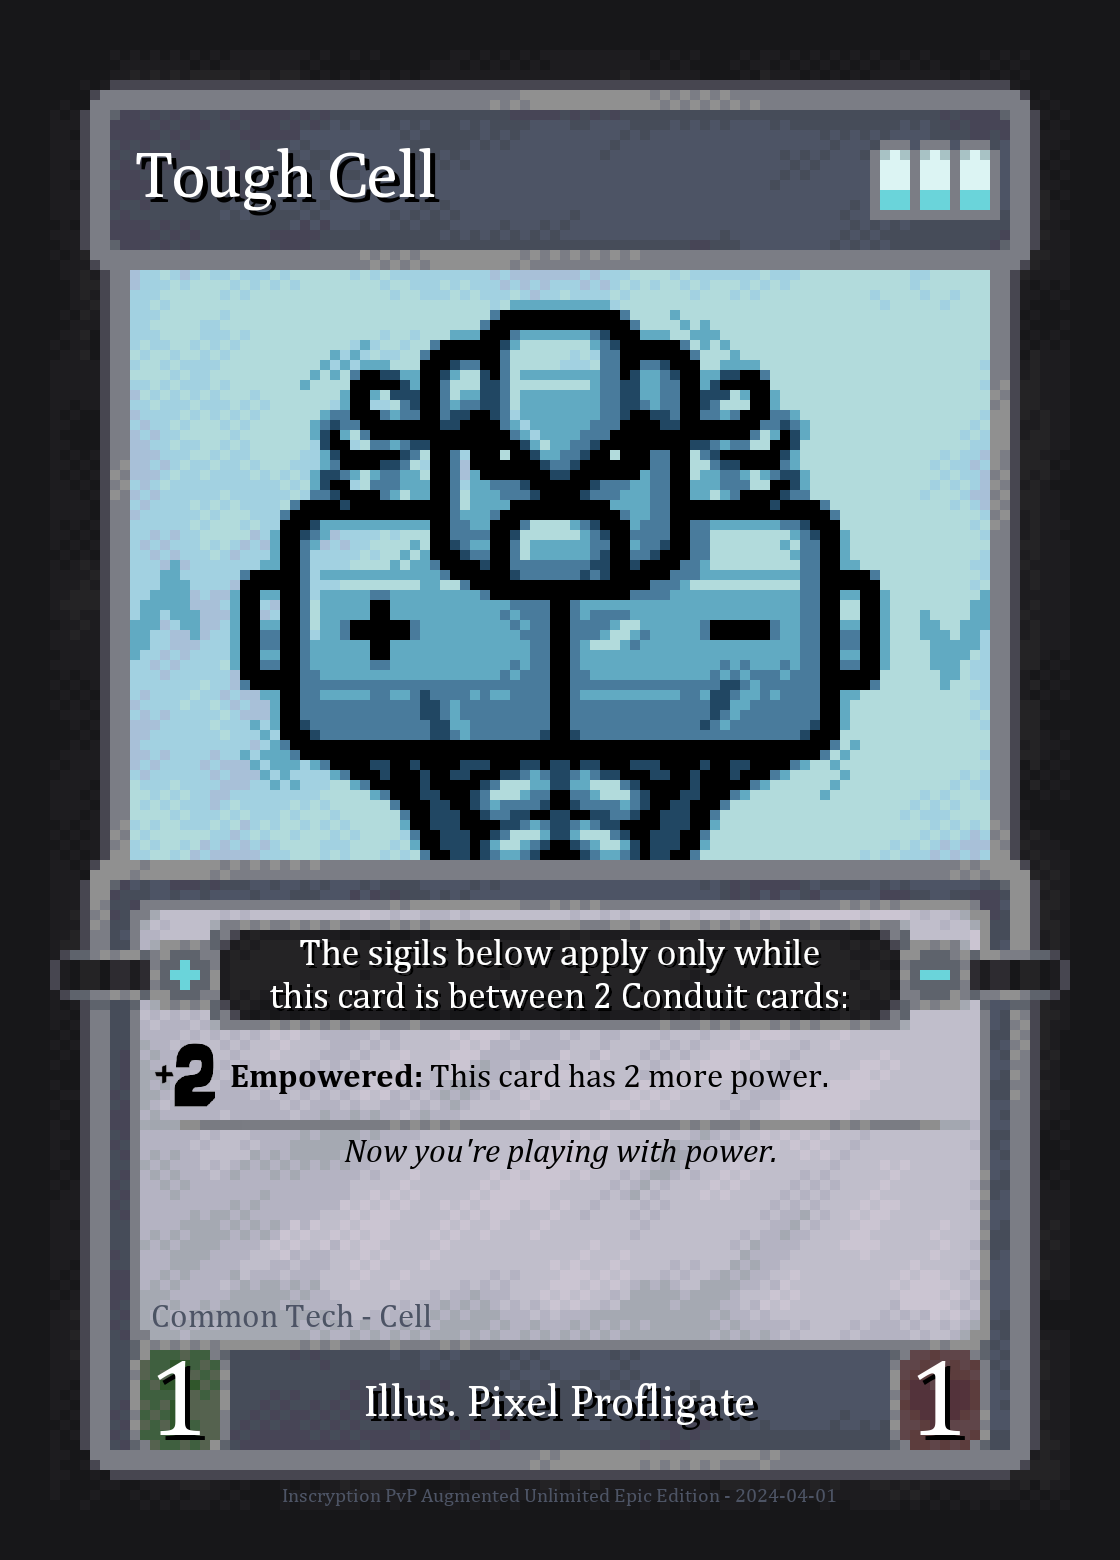 Tough Cell
+ -
The sigils below apply only while
this card is between 2 Conduit cards:
+ -
+2 Empowered: This card has 2 more power.
Now you're playing with power.
Common Tech - Cell
1 Illus. Pixel Profligate 1
Inscryption PvP Augmented Unlimited Epic Edition - 2024-04-01